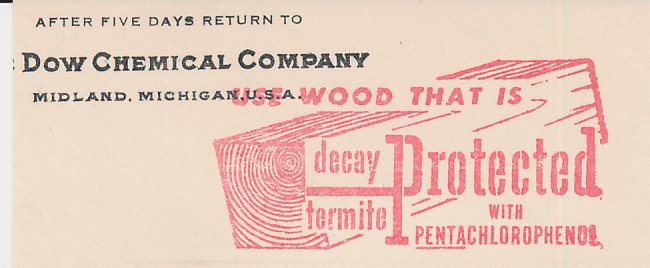 AFTER FIVE DAYS RETURN TO
DOW CHEMICAL COMPANY
MIDLAND, MICHIGAN, U.S.A.
USE WOOD THAT IS
decay
termite
Protected
WITH
PENTACHLOROPHENOL